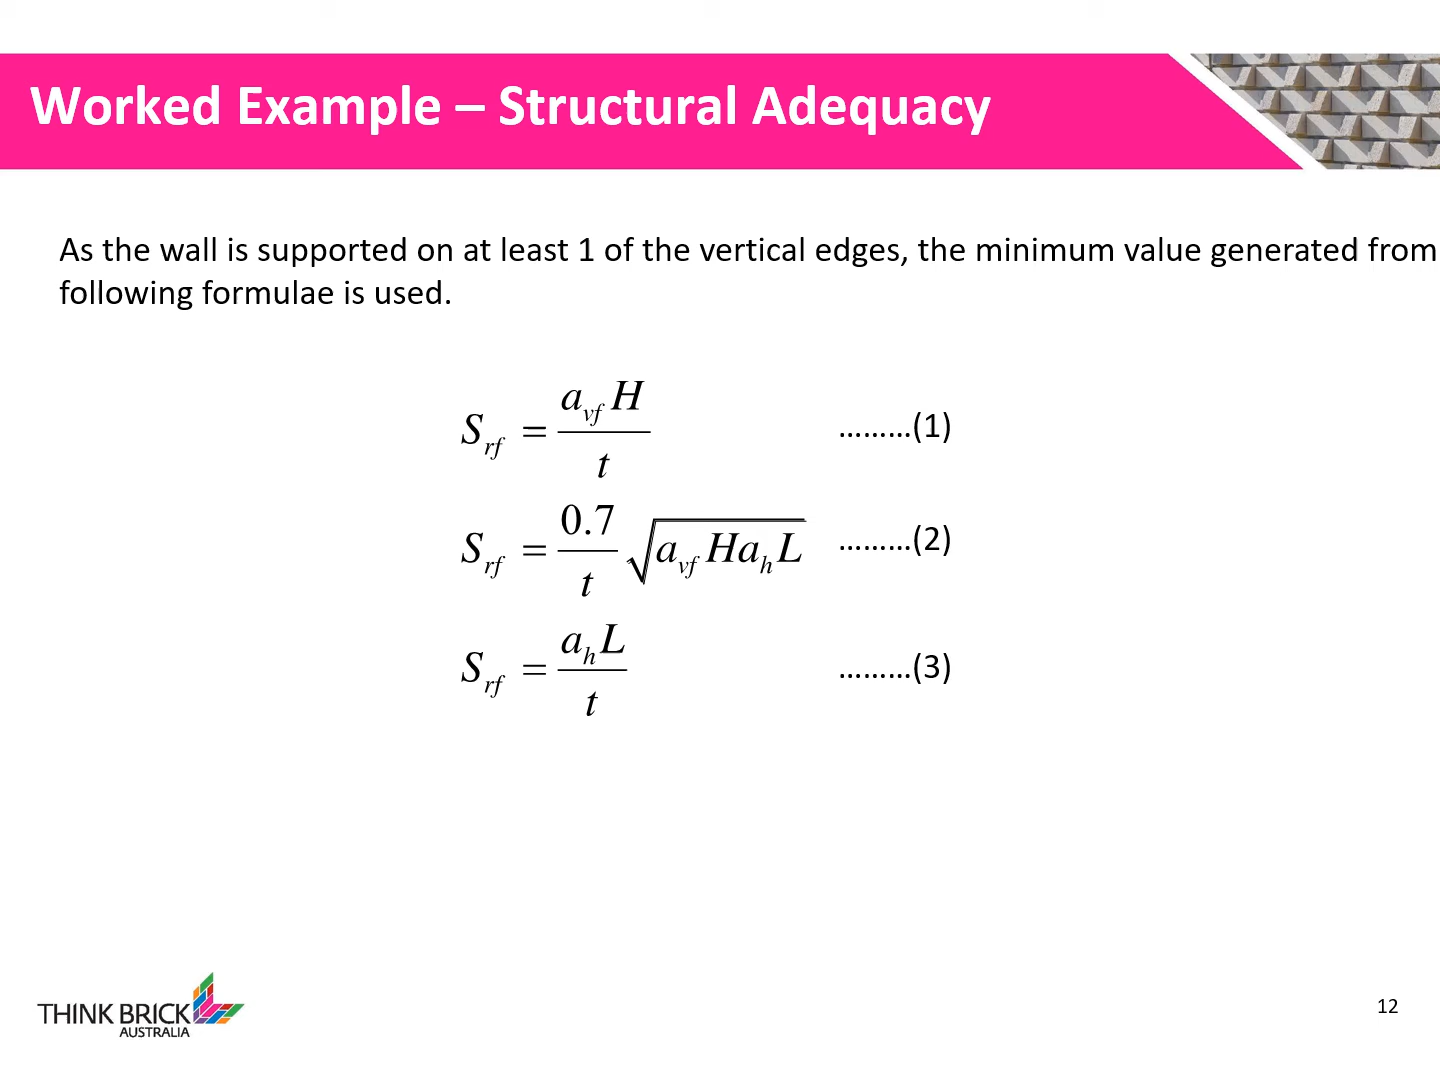 Worked Example – Structural Adequacy
As the wall is supported on at least 1 of the vertical edges, the minimum value generated from
following formulae is used.
S_rf = a_vf H / t ………(1)
S_rf = 0.7 / t √(a_vf H a_h L) ………(2)
S_rf = a_h L / t ………(3)
THINK BRICK
AUSTRALIA
12